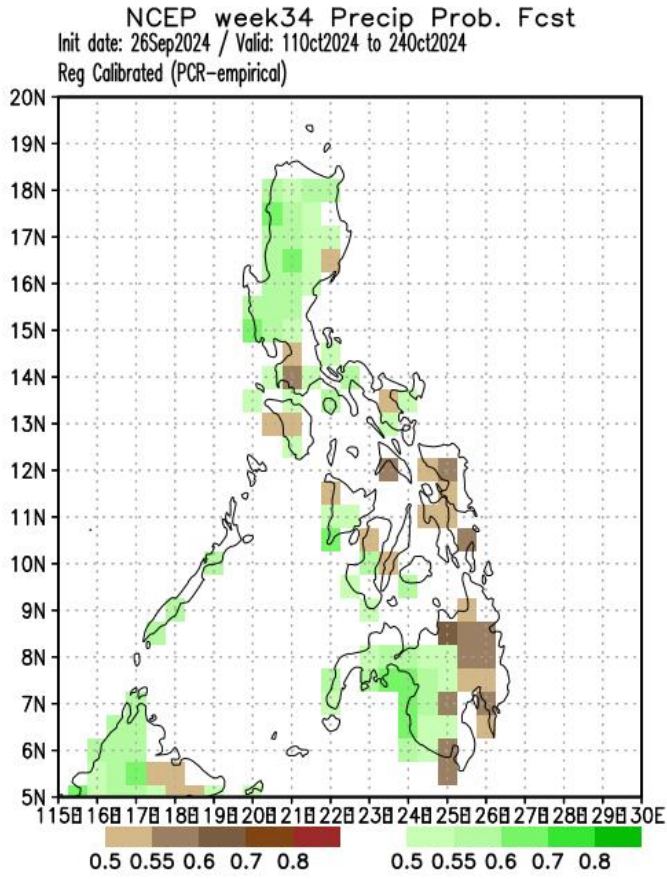 NCEP week34 Precip Prob. Fcst
Init date: 26Sep2024 / Valid: 11Oct2024 to 24Oct2024
Reg Calibrated (PCR-empirical)
20N
19N
18N
17N
16N
15N
14N
13N
12N
11N
10N
9N
8N
7N
6N
5N
115E 116E 117E 118E 119E 120E 121E 122E 123E 124E 125E 126E 127E 128E 129E 130E
0.5 0.55 0.6 0.7 0.8 0.5 0.55 0.6 0.7 0.8